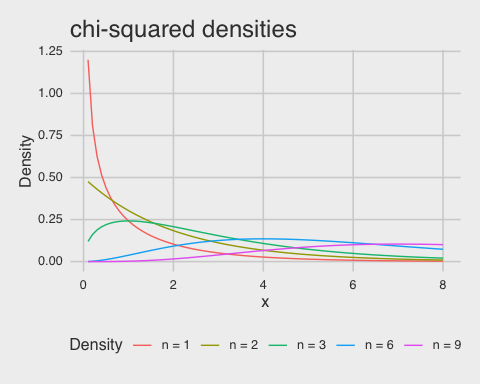 chi-squared densities
1.25
1.00
0.75
0.50
0.25
0.00
Density
0 2 4 6 8
x
Density n = 1 n = 2 n = 3 n = 6 n = 9